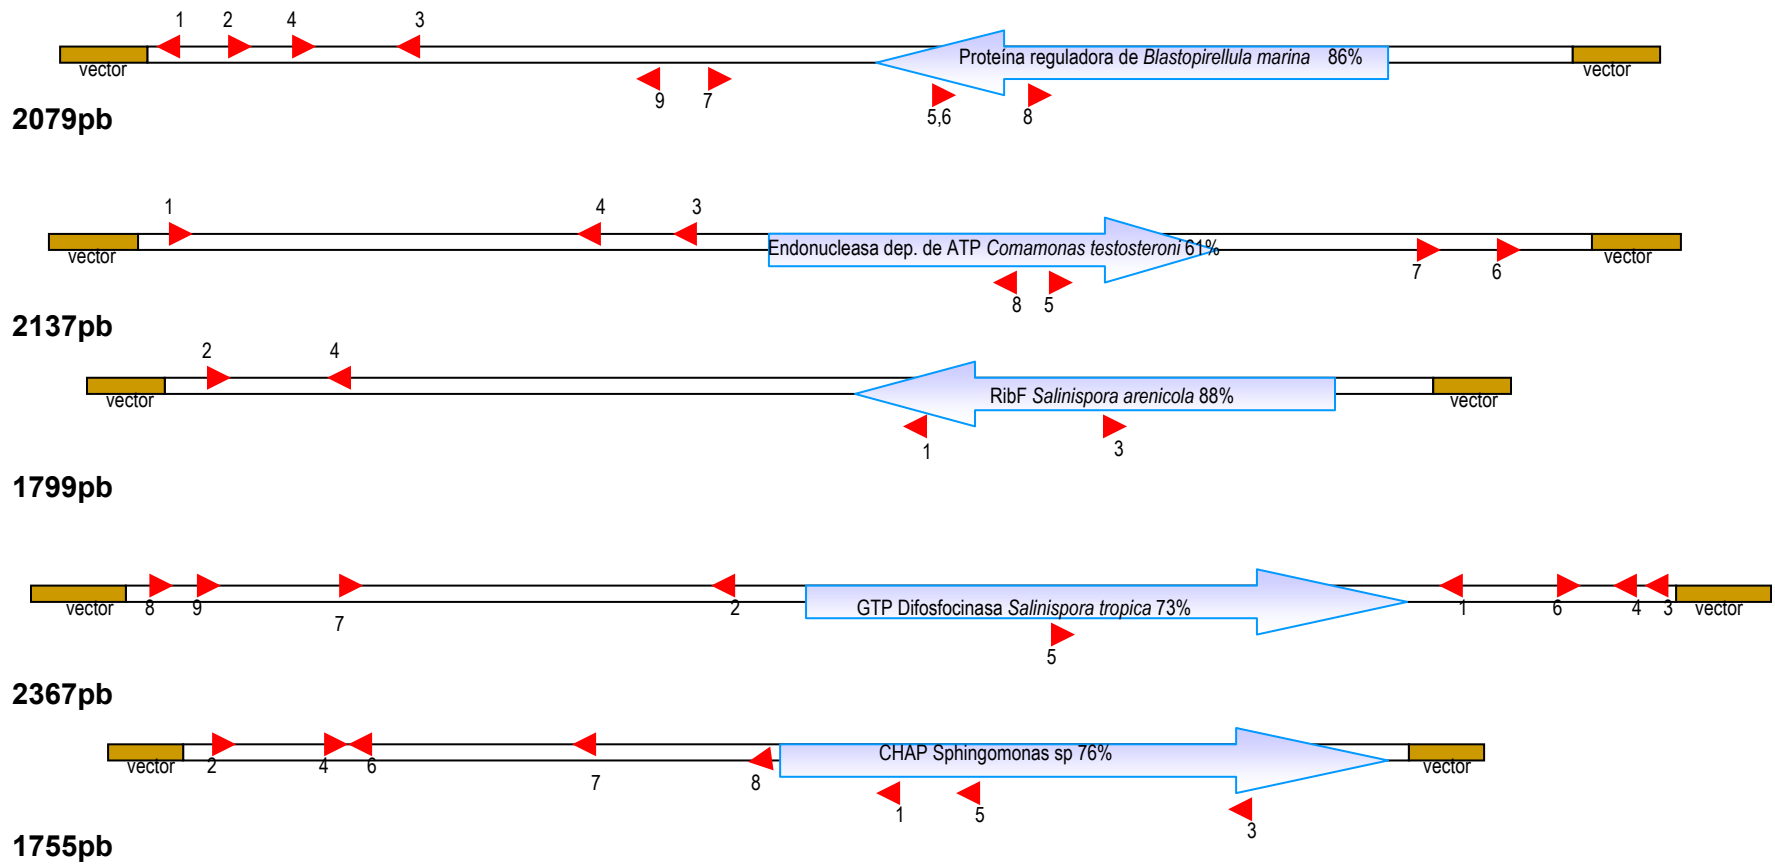 1 2 4 3
Proteína reguladora de Blastopirellula marina 86%
vector vector
9 7 5,6 8
2079pb
1 4 3
Endonucleasa dep. de ATP Comamonas testosteroni 61%
vector vector
8 5 7 6
2137pb
2 4
RibF Salinispora arenicola 88%
vector vector
1 3
1799pb
GTP Difosfocinasa Salinispora tropica 73%
vector 8 9 7 2 1 6 4 3 vector
5
2367pb
CHAP Sphingomonas sp 76%
vector 2 4 6 7 8 vector
1 5 3
1755pb